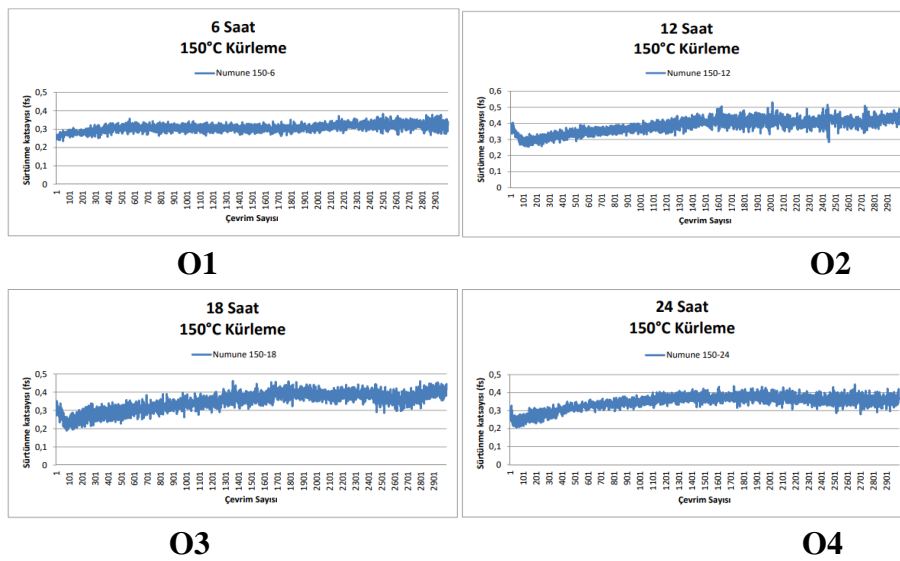 6 Saat
150°C Kürleme
Numune 150-6
Sürtünme katsayısı (fs)
0,5
0,4
0,3
0,2
0,1
0
1 101 201 301 401 501 601 701 801 901 1001 1101 1201 1301 1401 1501 1601 1701 1801 1901 2001 2101 2201 2301 2401 2501 2601 2701 2801 2901
Çevrim Sayısı
O1
12 Saat
150°C Kürleme
Numune 150-12
Sürtünme katsayısı (fs)
0,6
0,5
0,4
0,3
0,2
0,1
0
1 101 201 301 401 501 601 701 801 901 1001 1101 1201 1301 1401 1501 1601 1701 1801 1901 2001 2101 2201 2301 2401 2501 2601 2701 2801 2901
Çevrim Sayısı
O2
18 Saat
150°C Kürleme
Numune 150-18
Sürtünme katsayısı (fs)
0,5
0,4
0,3
0,2
0,1
0
1 101 201 301 401 501 601 701 801 901 1001 1101 1201 1301 1401 1501 1601 1701 1801 1901 2001 2101 2201 2301 2401 2501 2601 2701 2801 2901
Çevrim Sayısı
O3
24 Saat
150°C Kürleme
Numune 150-24
Sürtünme katsayısı (fs)
0,5
0,4
0,3
0,2
0,1
0
1 101 201 301 401 501 601 701 801 901 1001 1101 1201 1301 1401 1501 1601 1701 1801 1901 2001 2101 2201 2301 2401 2501 2601 2701 2801 2901
Çevrim Sayısı
O4